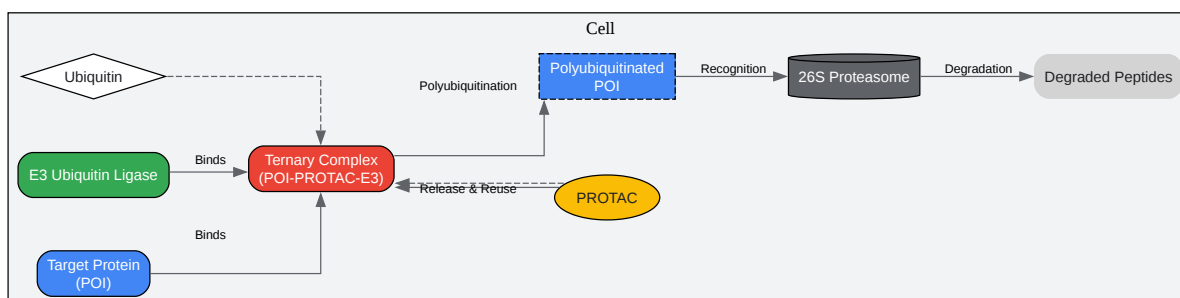 Cell
Ubiquitin
Polyubiquitination
Polyubiquitinated
POI
Recognition
26S Proteasome
Degradation
Degraded Peptides
E3 Ubiquitin Ligase
Binds
Ternary Complex
(POI-PROTAC-E3)
Release & Reuse
PROTAC
Binds
Target Protein
(POI)